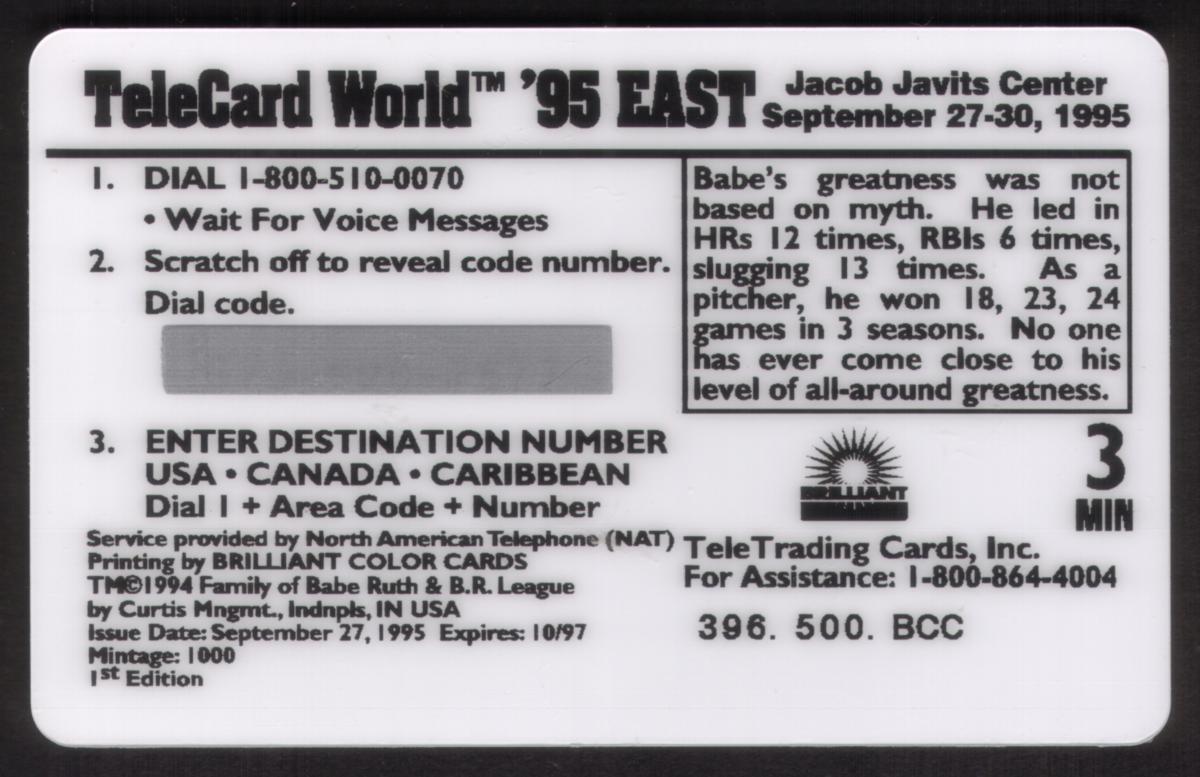 TeleCard World™ '95 EAST
Jacob Javits Center
September 27-30, 1995
1. DIAL 1-800-510-0070
• Wait For Voice Messages
2. Scratch off to reveal code number.
Dial code.
3. ENTER DESTINATION NUMBER
USA • CANADA • CARIBBEAN
Dial 1 + Area Code + Number
Service provided by North American Telephone (NAT)
Printing by BRILLIANT COLOR CARDS
TM©1994 Family of Babe Ruth & B.R. League
by Curtis Mngmt., Indnpls, IN USA
Issue Date: September 27, 1995 Expires: 10/97
Mintage: 1000
1st Edition
Babe's greatness was not
based on myth. He led in
HRs 12 times, RBIs 6 times,
slugging 13 times. As a
pitcher, he won 18, 23, 24
games in 3 seasons. No one
has ever come close to his
level of all-around greatness.
BRILLIANT
3
MIN
TeleTrading Cards, Inc.
For Assistance: 1-800-864-4004
396. 500. BCC